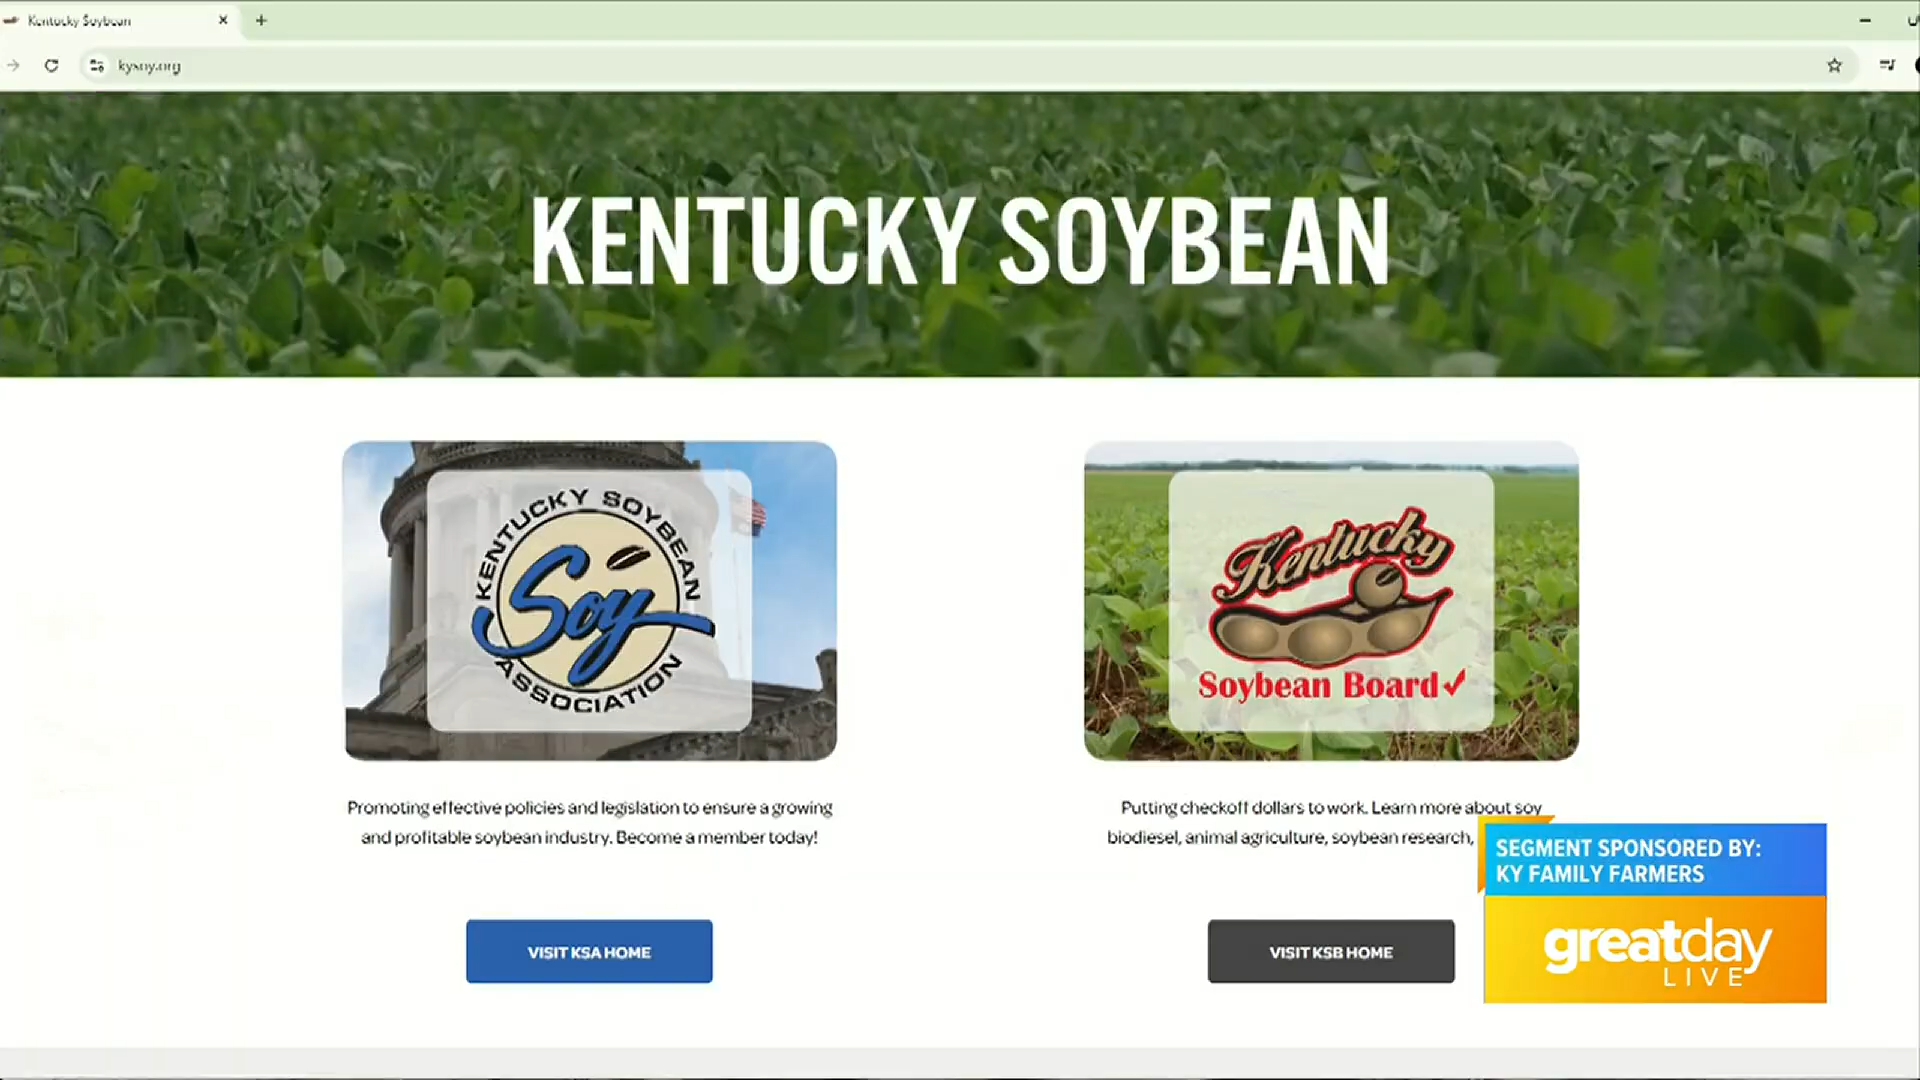 Kentucky Soybean
kysoy.org
KENTUCKY SOYBEAN
KENTUCKY SOYBEAN
Soy
ASSOCIATION
Kentucky
Soybean Board
Promoting effective policies and legislation to ensure a growing
and profitable soybean industry. Become a member today!
VISIT KSA HOME
Putting checkoff dollars to work. Learn more about soy
biodiesel, animal agriculture, soybean research,
VISIT KSB HOME
SEGMENT SPONSORED BY:
KY FAMILY FARMERS
greatday
LIVE